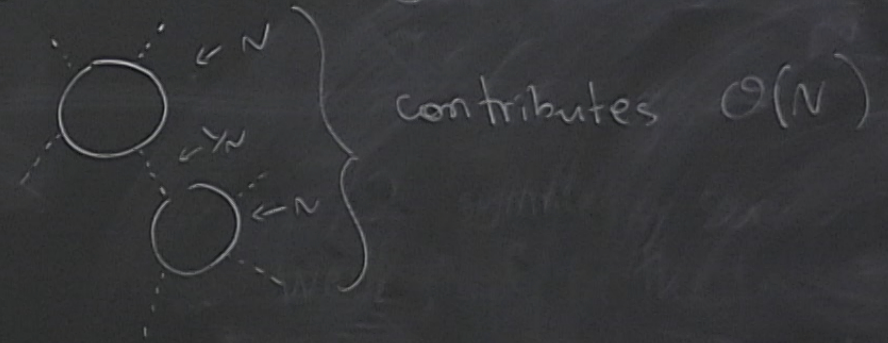 ← N
contributes O(N)
← 1/N
← N